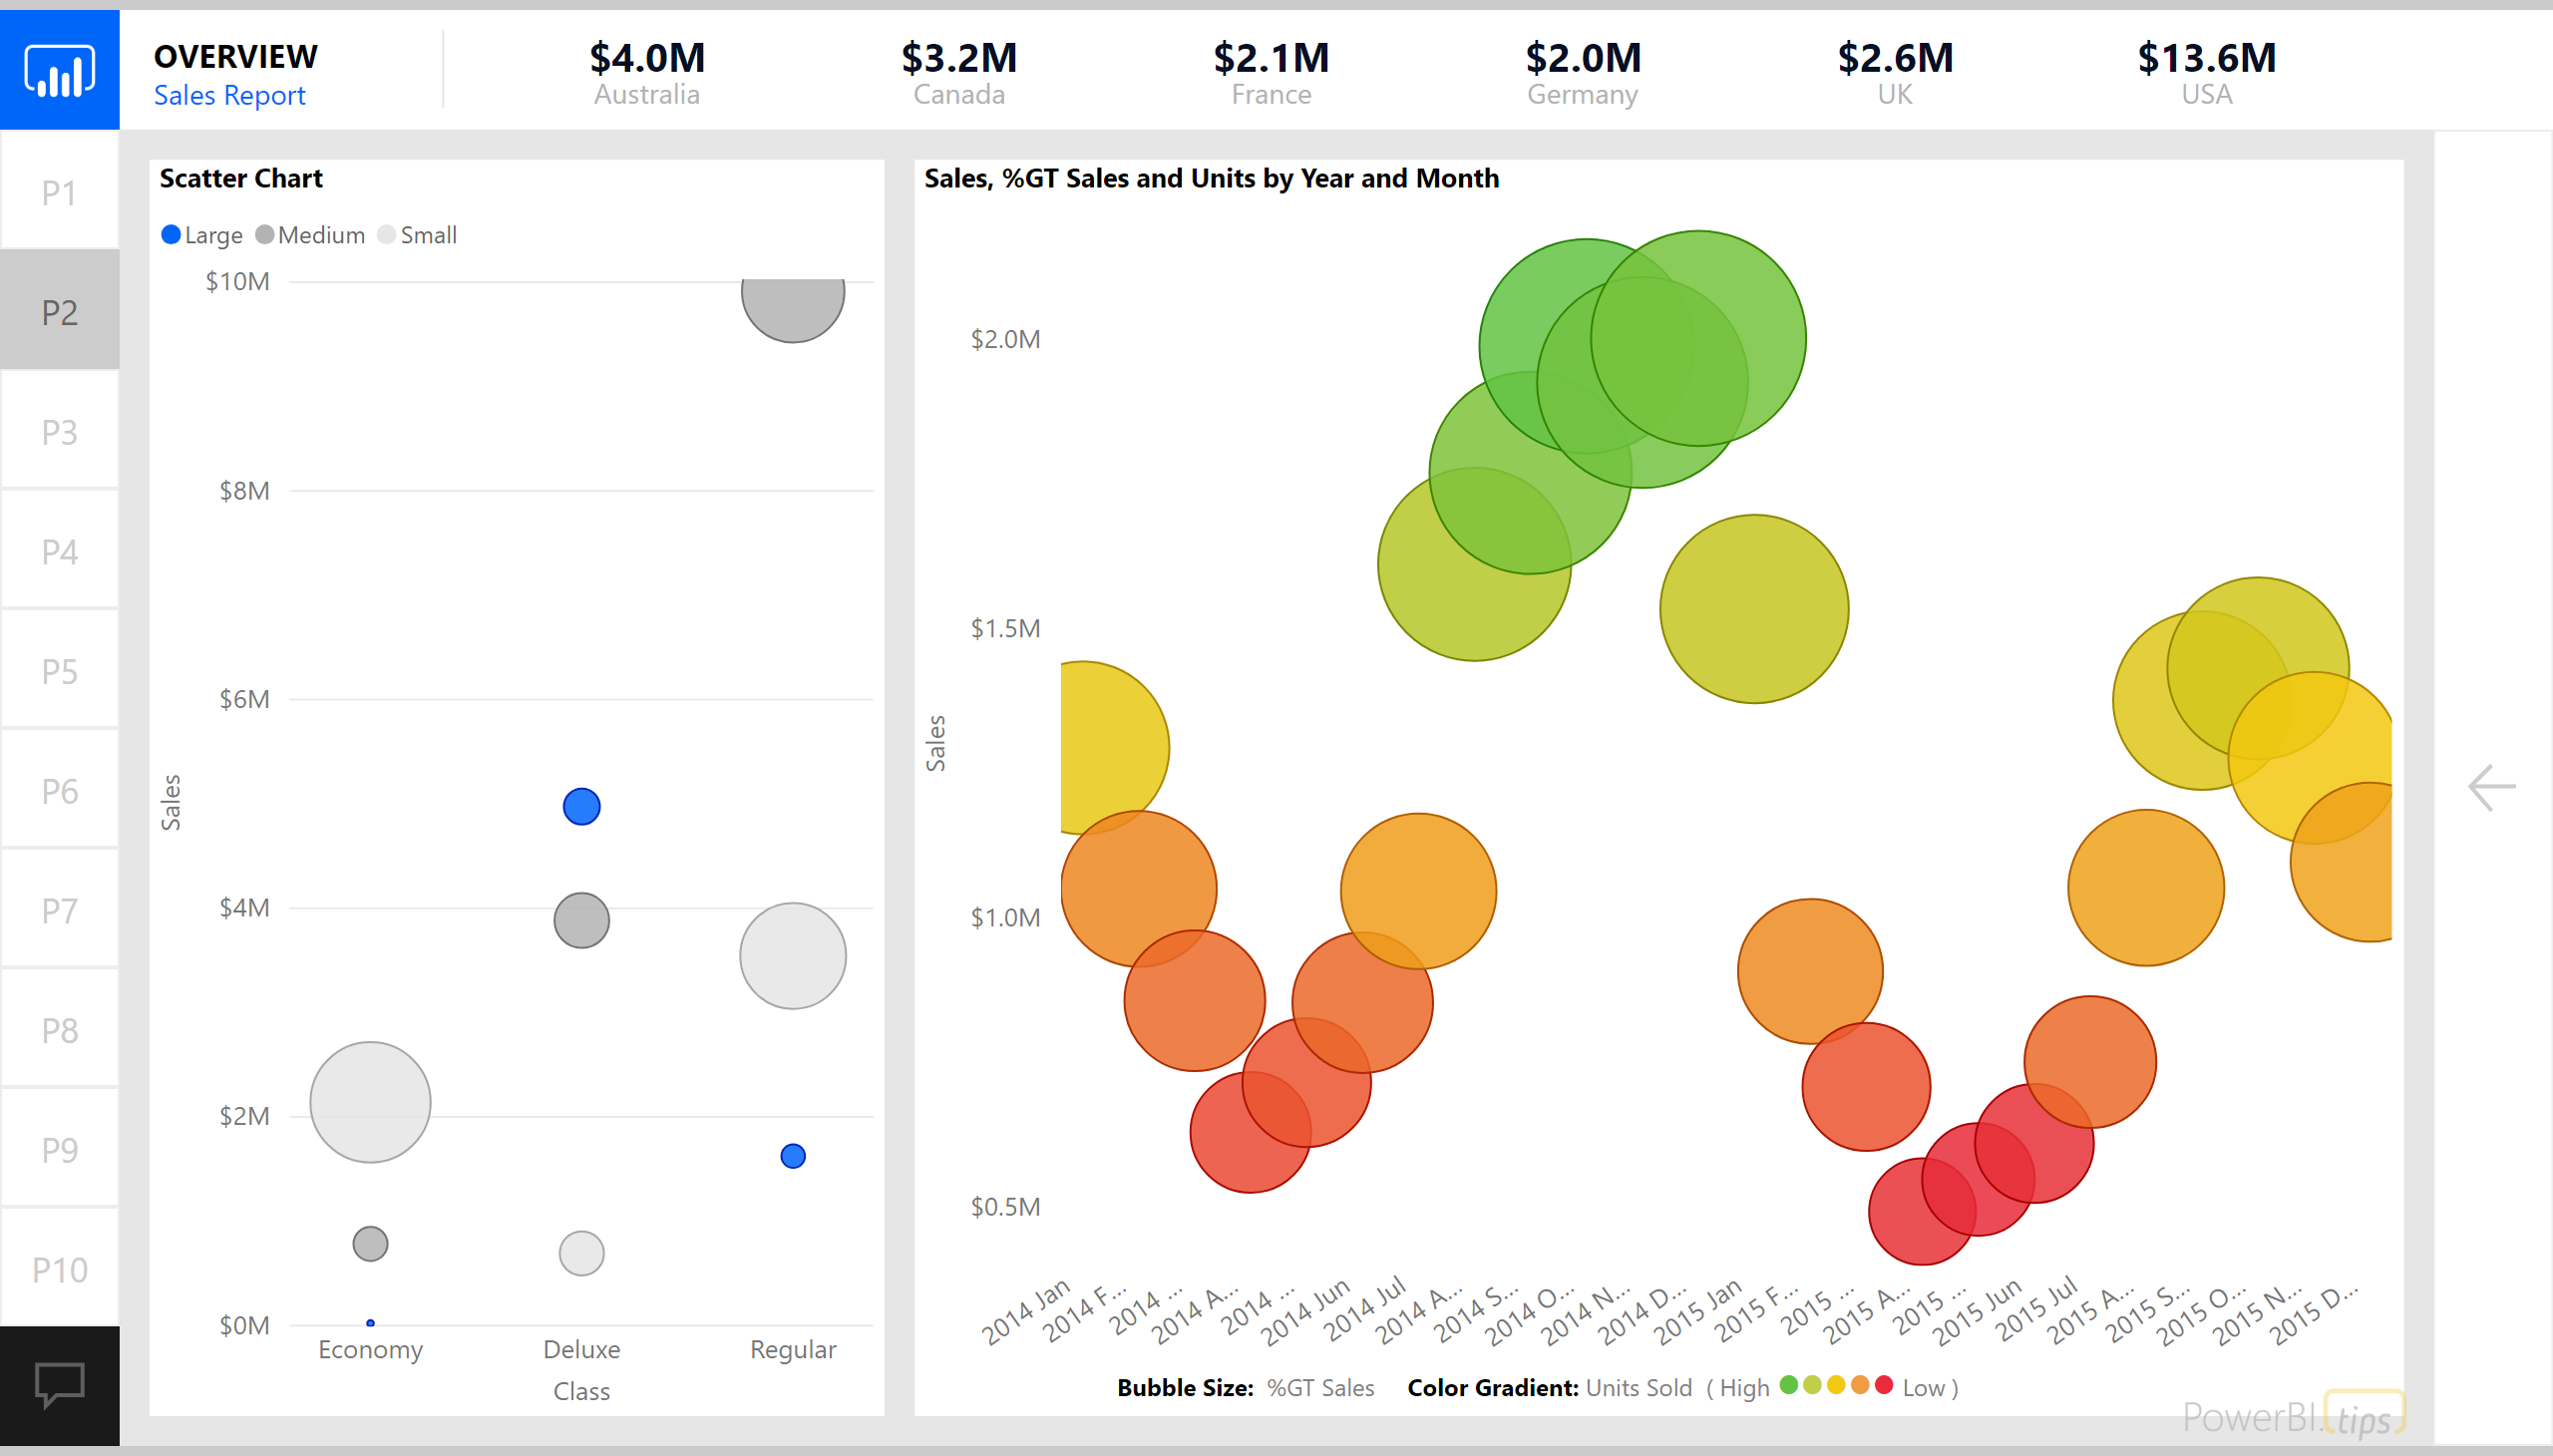 OVERVIEW
Sales Report
$4.0M
Australia
$3.2M
Canada
$2.1M
France
$2.0M
Germany
$2.6M
UK
$13.6M
USA
P1
P2
P3
P4
P5
P6
P7
P8
P9
P10
Scatter Chart
Large Medium Small
$10M
$8M
$6M
$4M
$2M
$0M
Sales
Economy Deluxe Regular
Class
Sales, %GT Sales and Units by Year and Month
$2.0M
$1.5M
$1.0M
$0.5M
Sales
2014 Jan
2014 F...
2014 ...
2014 A...
2014 ...
2014 Jun
2014 Jul
2014 A...
2014 S...
2014 O...
2014 N...
2014 D...
2015 Jan
2015 F...
2015 ...
2015 A...
2015 ...
2015 Jun
2015 Jul
2015 A...
2015 S...
2015 O...
2015 N...
2015 D...
Bubble Size: %GT Sales Color Gradient: Units Sold ( High Low )
PowerBI.tips